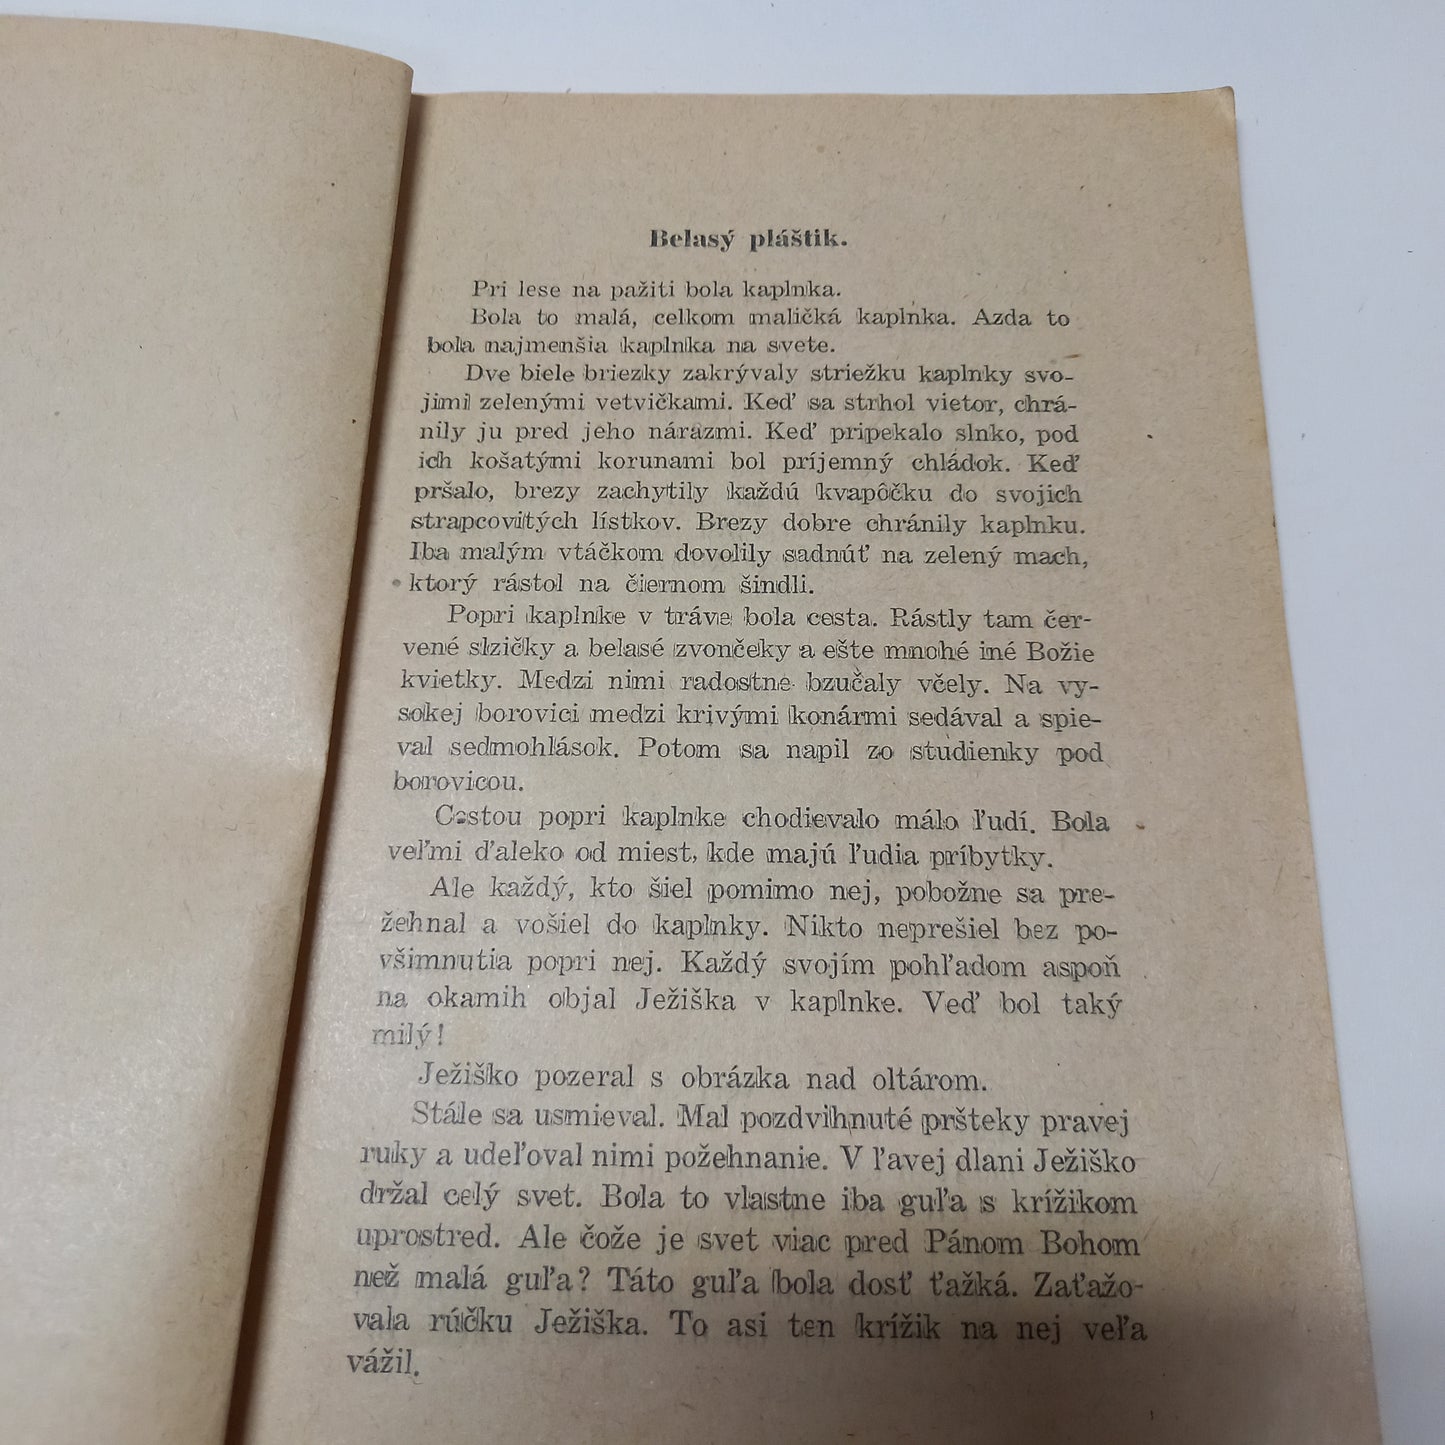 Belasý pláštik.
Pri lese na pažiti bola kaplnka.
Bola to malá, celkom maličká kaplnka. Azda to
bola najmenšia kaplnka na svete.
Dve biele briezky zakrývaly striežku kaplnky svo-
jimi zelenými vetvičkami. Keď sa strhol vietor, chrá-
nily ju pred jeho nárazmi. Keď pripekalo slnko, pod
ich košatými korunami bol príjemný chládok. Keď
pršalo, brezy zachytily každú kvapôčku do svojich
strapcovitých lístkov. Brezy dobre chránily kaplnku.
Iba malým vtáčkom dovolily sadnúť na zelený mach,
ktorý rástol na čiernom šindli.
Popri kaplnke v tráve bola cesta. Rástly tam čer-
vené slzičky a belasé zvončeky a ešte mnohé iné Božie
kvietky. Medzi nimi radostne bzučaly včely. Na vy-
sokej borovici medzi krivými konármi sedával a spie-
val sedmohlások. Potom sa napil zo studienky pod
borovicou.
Cestou popri kaplnke chodievalo málo ľudí. Bola
veľmi ďaleko od miest, kde majú ľudia príbytky.
Ale každý, kto šiel pomimo nej, pobožne sa pre-
žehnal a vošiel do kaplnky. Nikto neprešiel bez po-
všimnutia popri nej. Každý svojím pohľadom aspoň
na okamih objal Ježiška v kaplnke. Veď bol taký
milý!
Ježiško pozeral s obrázka nad oltárom.
Stále sa usmieval. Mal pozdvihnuté pršteky pravej
ruky a udeľoval nimi požehnanie. V ľavej dlani Ježiško
držal celý svet. Bola to vlastne iba guľa s krížikom
uprostred. Ale čože je svet viac pred Pánom Bohom
než malá guľa? Táto guľa bola dosť ťažká. Zaťažo-
vala rúčku Ježiška. To asi ten krížik na nej veľa
vážil.